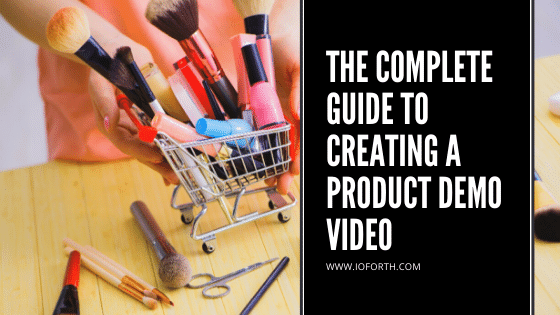 THE COMPLETE
GUIDE TO
CREATING A
PRODUCT DEMO
VIDEO
WWW.IOFORTH.COM